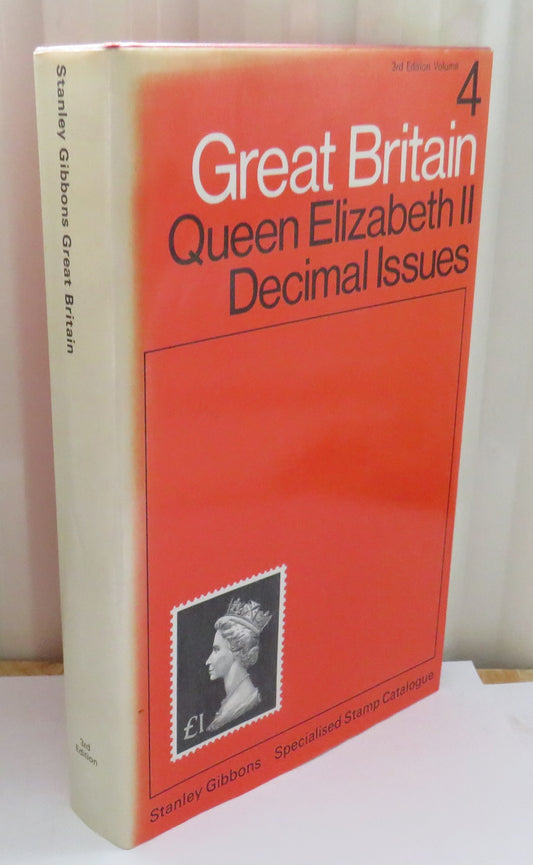 Stanley Gibbons Great Britain
3rd
Edition
3rd Edition Volume
4
Great Britain
Queen Elizabeth II
Decimal Issues
£1
Stanley Gibbons Specialised Stamp Catalogue